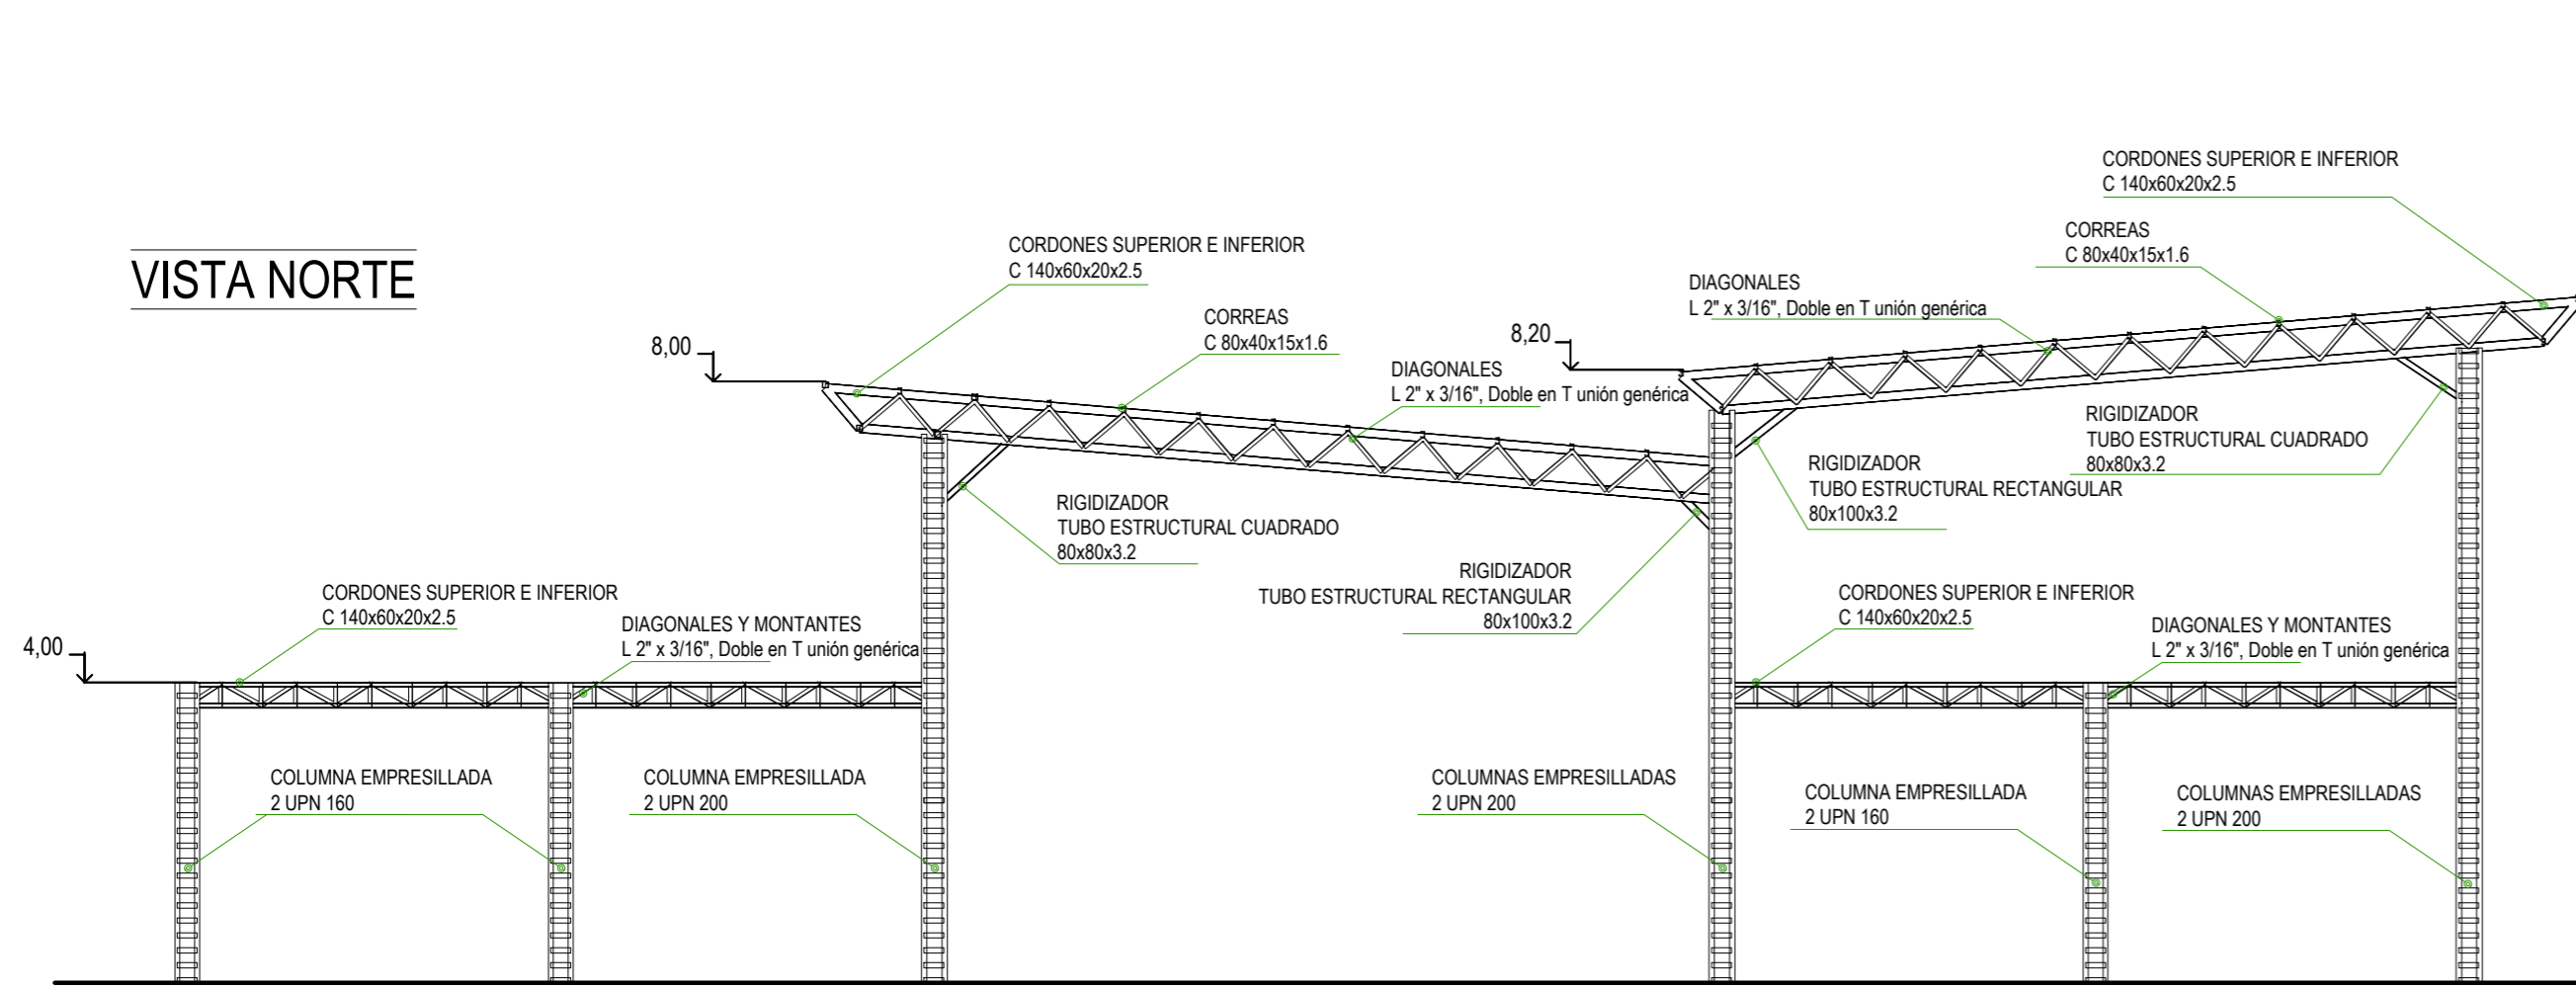 VISTA NORTE
CORDONES SUPERIOR E INFERIOR
C 140x60x20x2.5
CORREAS
C 80x40x15x1.6
DIAGONALES
L 2" x 3/16", Doble en T unión genérica
8,20
CORDONES SUPERIOR E INFERIOR
C 140x60x20x2.5
CORREAS
C 80x40x15x1.6
8,00
DIAGONALES
L 2" x 3/16", Doble en T unión genérica
RIGIDIZADOR
TUBO ESTRUCTURAL CUADRADO
80x80x3.2
RIGIDIZADOR
TUBO ESTRUCTURAL RECTANGULAR
80x100x3.2
RIGIDIZADOR
TUBO ESTRUCTURAL CUADRADO
80x80x3.2
RIGIDIZADOR
TUBO ESTRUCTURAL RECTANGULAR
80x100x3.2
CORDONES SUPERIOR E INFERIOR
C 140x60x20x2.5
DIAGONALES Y MONTANTES
L 2" x 3/16", Doble en T unión genérica
4,00
CORDONES SUPERIOR E INFERIOR
C 140x60x20x2.5
DIAGONALES Y MONTANTES
L 2" x 3/16", Doble en T unión genérica
COLUMNA EMPRESILLADA
2 UPN 160
COLUMNA EMPRESILLADA
2 UPN 200
COLUMNAS EMPRESILLADAS
2 UPN 200
COLUMNA EMPRESILLADA
2 UPN 160
COLUMNAS EMPRESILLADAS
2 UPN 200